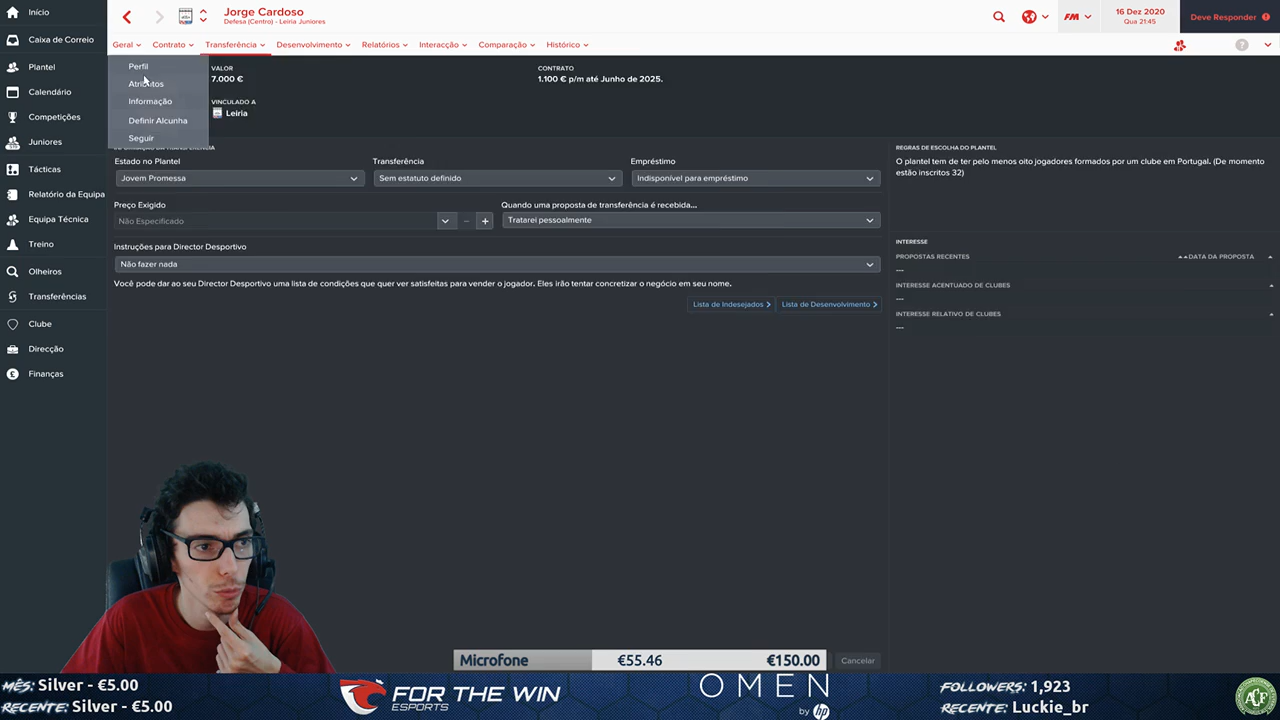 Início
Caixa de Correio
Plantel
Calendário
Competições
Juniores
Tácticas
Relatório da Equipa
Equipa Técnica
Treino
Olheiros
Transferências
Clube
Direcção
Finanças
Jorge Cardoso
Defesa (Centro) - Leiria Juniores
FM
16 Dez 2020
Qua 21:45
Deve Responder
Geral
Contrato
Transferência
Desenvolvimento
Relatórios
Interacção
Comparação
Histórico
Perfil
Atributos
Informação
Definir Alcunha
Seguir
VALOR
7.000 €
VINCULADO A
Leiria
CONTRATO
1.100 € p/m até Junho de 2025.
Estado no Plantel
Jovem Promessa
Transferência
Sem estatuto definido
Empréstimo
Indisponível para empréstimo
Preço Exigido
Não Especificado
Quando uma proposta de transferência é recebida...
Tratarei pessoalmente
Instruções para Director Desportivo
Não fazer nada
Você pode dar ao seu Director Desportivo uma lista de condições que quer ver satisfeitas para vender o jogador. Eles irão tentar concretizar o negócio em seu nome.
Lista de Indesejados
Lista de Desenvolvimento
REGRAS DE ESCOLHA DO PLANTEL
O plantel tem de ter pelo menos oito jogadores formados por um clube em Portugal. (De momento
estão inscritos 32)
INTERESSE
PROPOSTAS RECENTES
DATA DA PROPOSTA
---
INTERESSE ACENTUADO DE CLUBES
---
INTERESSE RELATIVO DE CLUBES
---
Microfone
€55.46
€150.00
Cancelar
MÊS: Silver - €5.00
RECENTE: Silver - €5.00
FOR THE WIN
ESPORTS
OMEN
by hp
FOLLOWERS: 1,923
RECENTE: Luckie_br
ACF